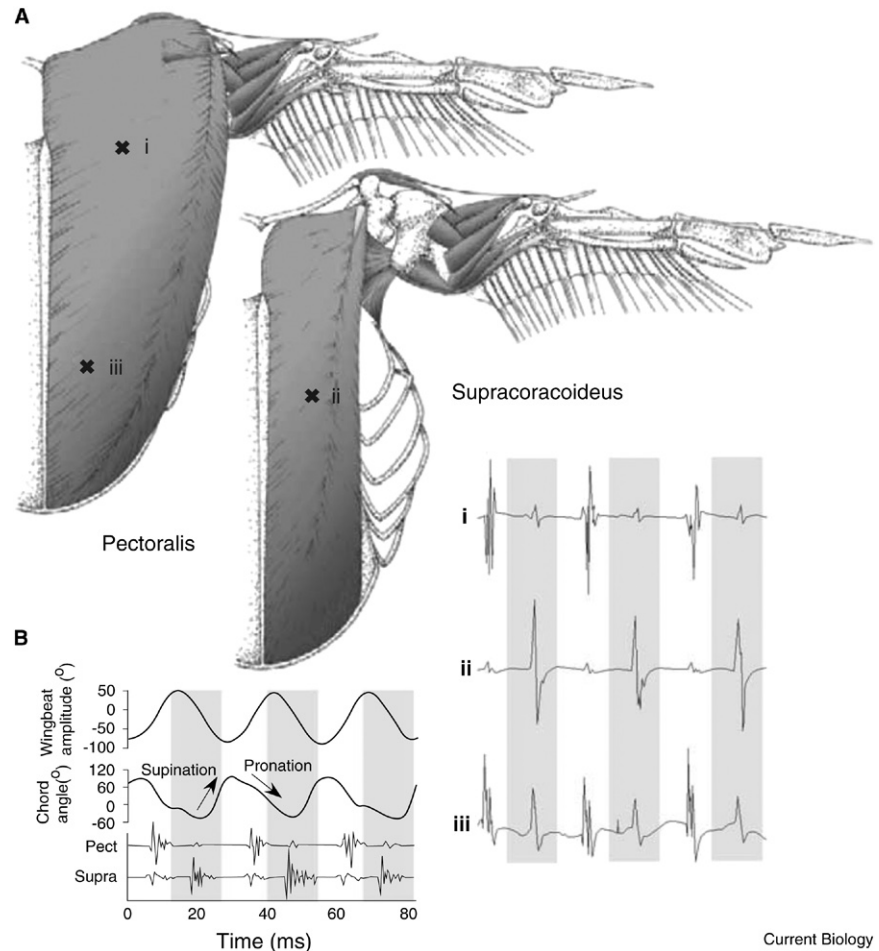 A
i
iii
ii
Supracoracoideus
Pectoralis
i
ii
iii
B
Wingbeat
amplitude (o)
50
0
-50
-100
Chord
angle(o)
120
60
0
-60
Supination
Pronation
Pect
Supra
0
20
40
60
80
Time (ms)
Current Biology